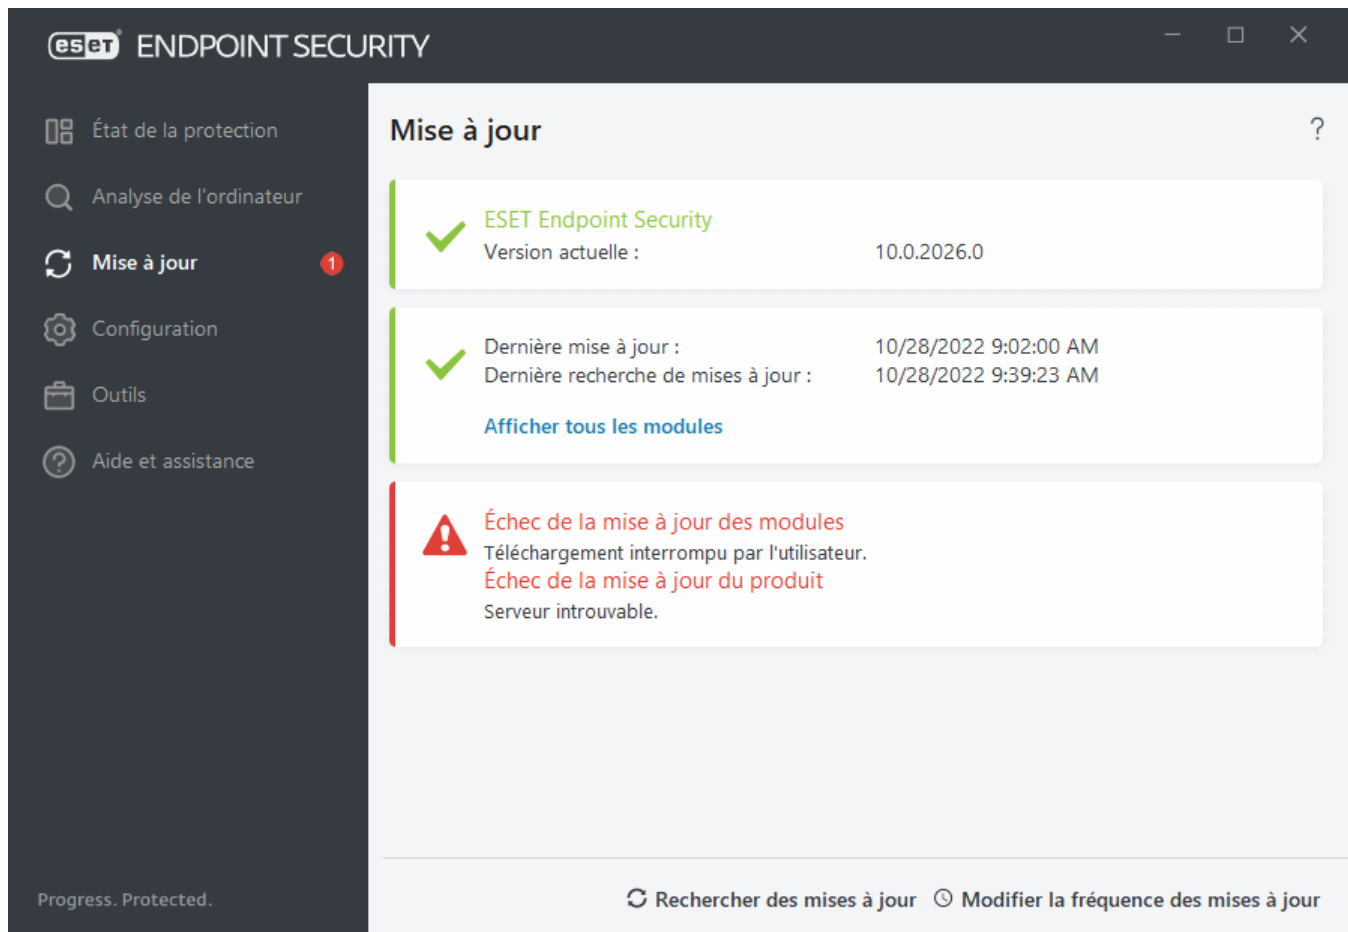 eset ENDPOINT SECURITY
État de la protection
Analyse de l'ordinateur
Mise à jour 1
Configuration
Outils
Aide et assistance
Progress. Protected.
Mise à jour ?
ESET Endpoint Security
Version actuelle : 10.0.2026.0
Dernière mise à jour : 10/28/2022 9:02:00 AM
Dernière recherche de mises à jour : 10/28/2022 9:39:23 AM
Afficher tous les modules
Échec de la mise à jour des modules
Téléchargement interrompu par l'utilisateur.
Échec de la mise à jour du produit
Serveur introuvable.
Rechercher des mises à jour Modifier la fréquence des mises à jour